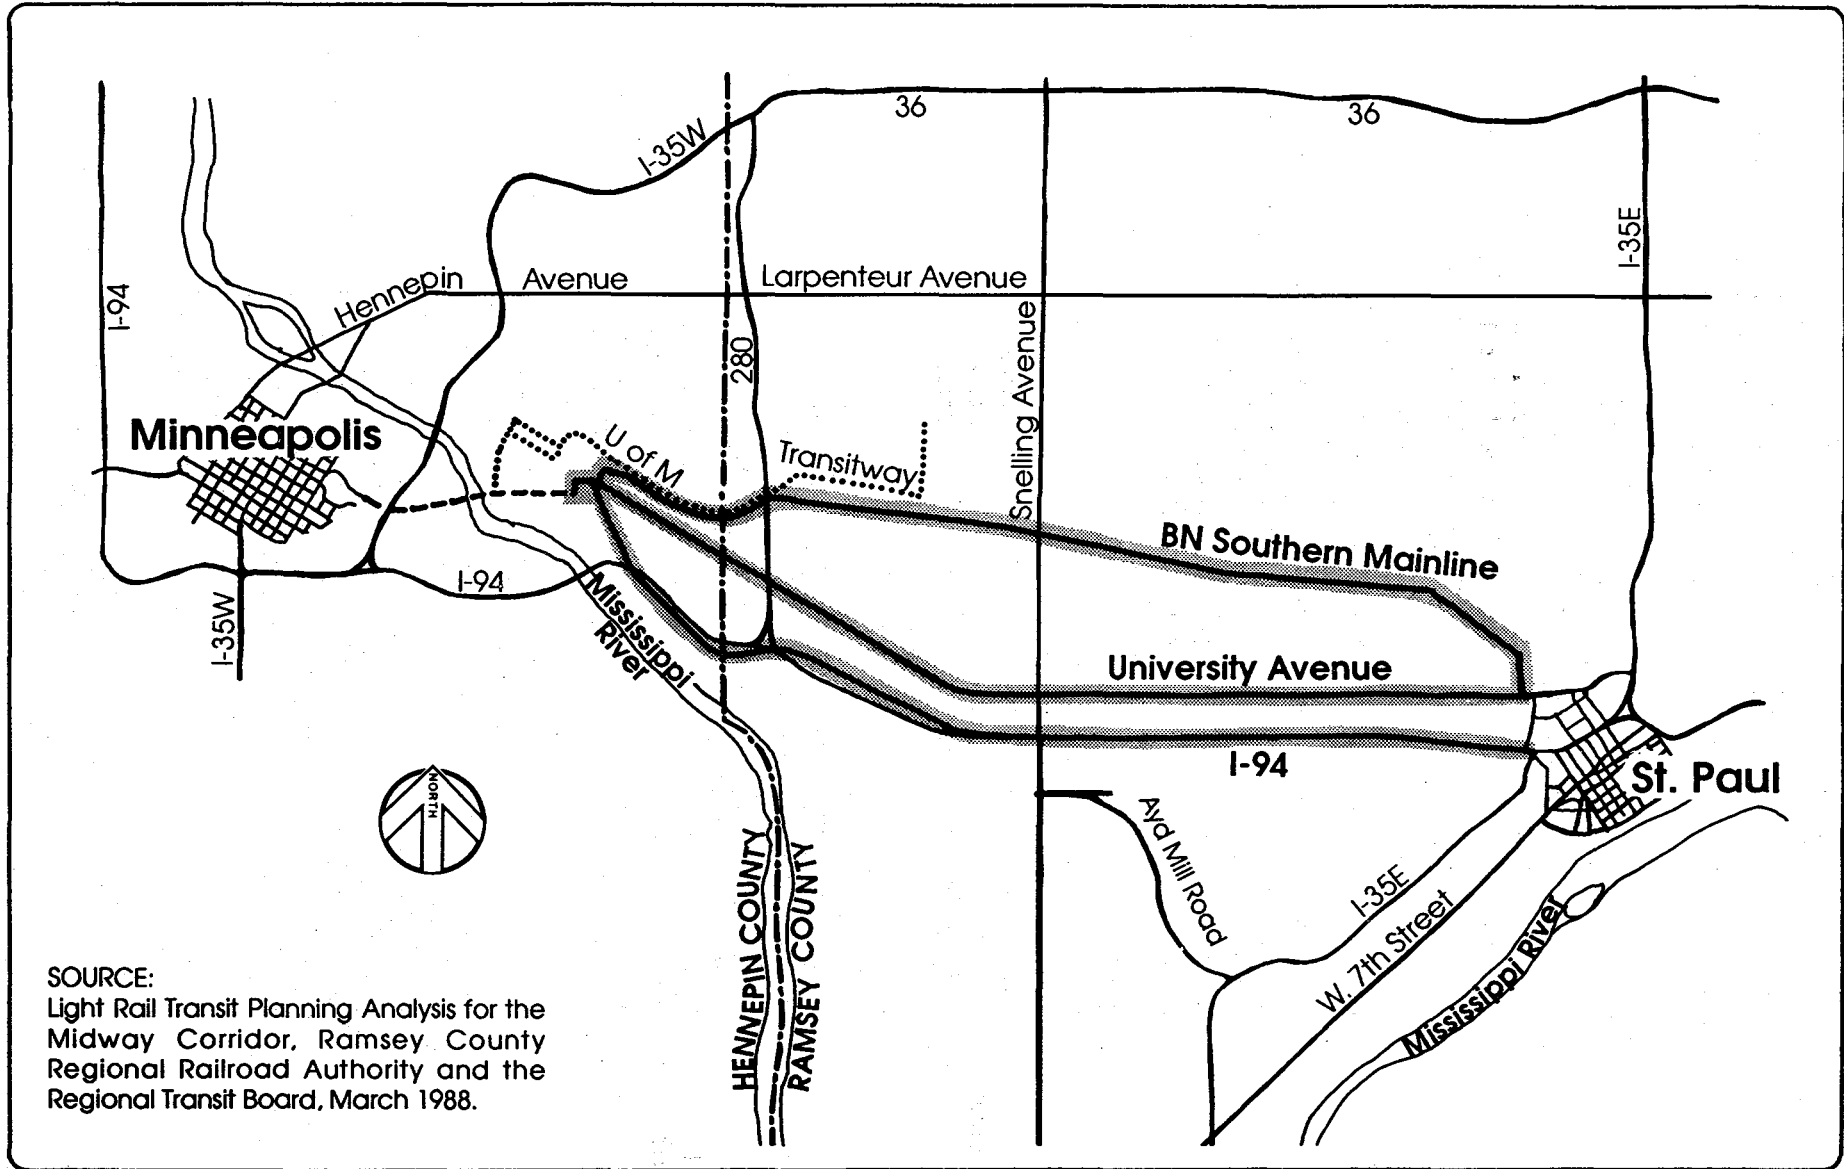 36
36
I-35W
I-35E
Hennepin Avenue
Larpenteur Avenue
I-94
280
Snelling Avenue
Minneapolis
U of M Transitway
BN Southern Mainline
I-94
Mississippi
River
I-35W
University Avenue
I-94
St. Paul
NORTH
Ayd Mill Road
HENNEPIN COUNTY
RAMSEY COUNTY
I-35E
W. 7th Street
Mississippi River
SOURCE:
Light Rail Transit Planning Analysis for the
Midway Corridor, Ramsey County
Regional Railroad Authority and the
Regional Transit Board, March 1988.